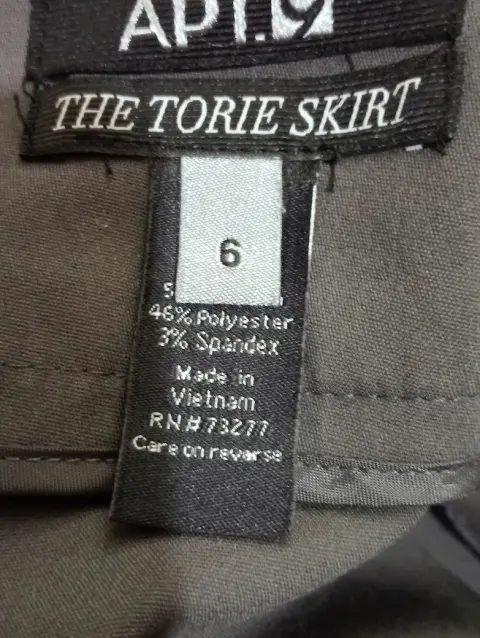 APT.9
THE TORIE SKIRT
6
46% Polyester
3% Spandex
Made in
Vietnam
RN#73277
Care on reverse